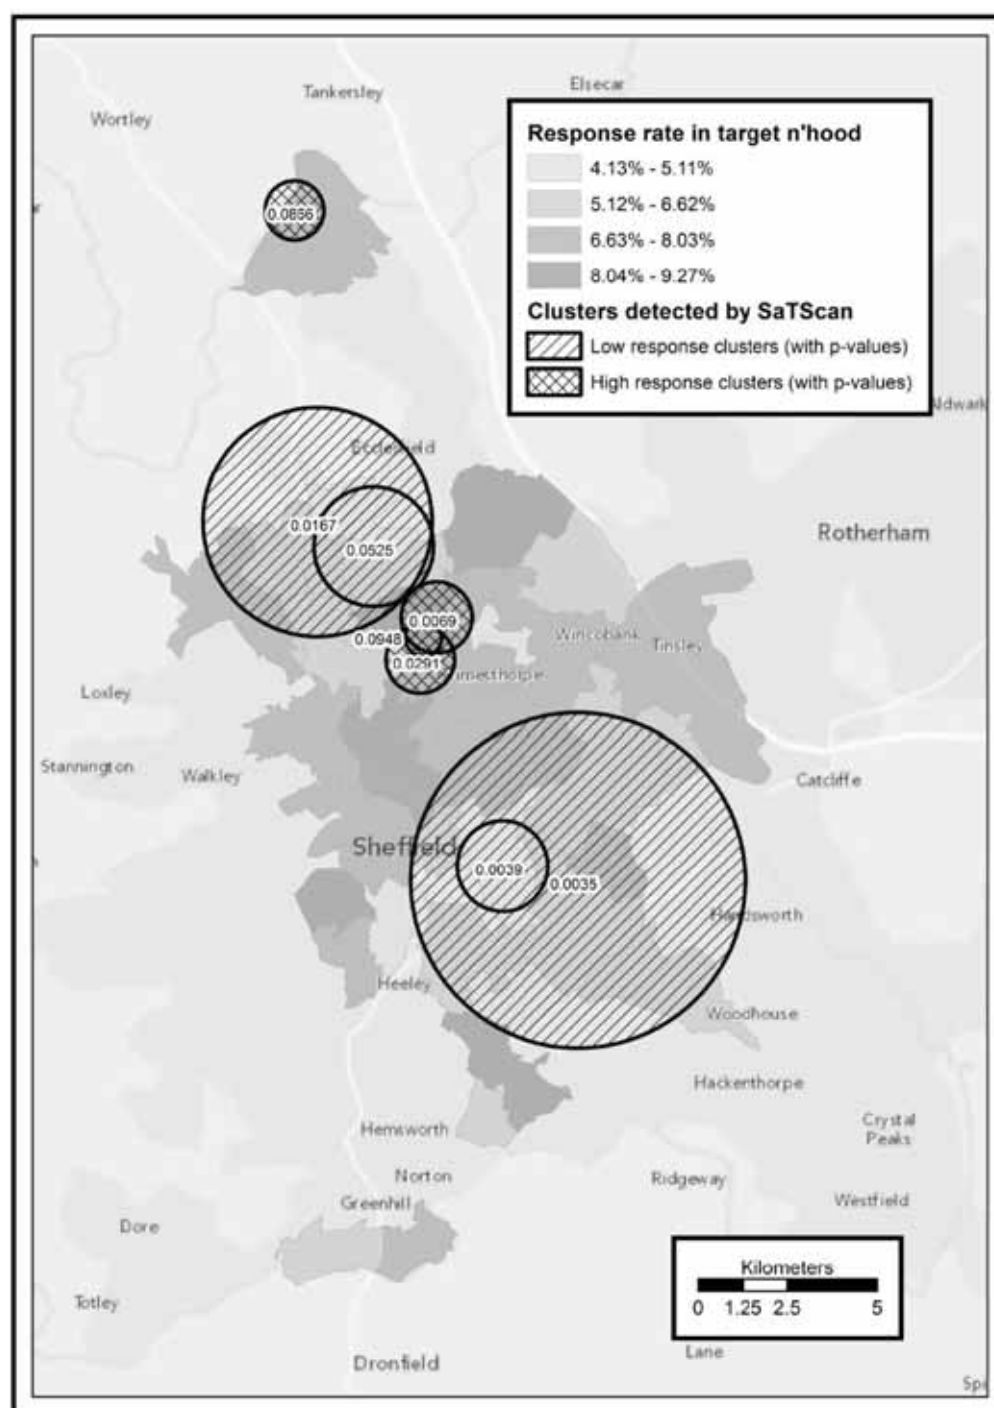 Elsecar
Tankersley
Wortley
Response rate in target n'hood
4.13% - 5.11%
5.12% - 6.62%
6.63% - 8.03%
8.04% - 9.27%
Clusters detected by SaTScan
Low response clusters (with p-values)
High response clusters (with p-values)
0.0856
Aldwark
Ecclesfield
0.0167
0.0525
Rotherham
0.0069
0.0948
0.0291
Wincobank
Tinsley
Loxley
Stannington
Walkley
Catcliffe
Sheffield
0.0039
0.0035
Handsworth
Heeley
Woodhouse
Hackenthorpe
Hemsworth
Crystal
Peaks
Norton
Ridgeway
Greenhill
Westfield
Dore
Kilometers
0 1.25 2.5 5
Totley
Lane
Dronfield